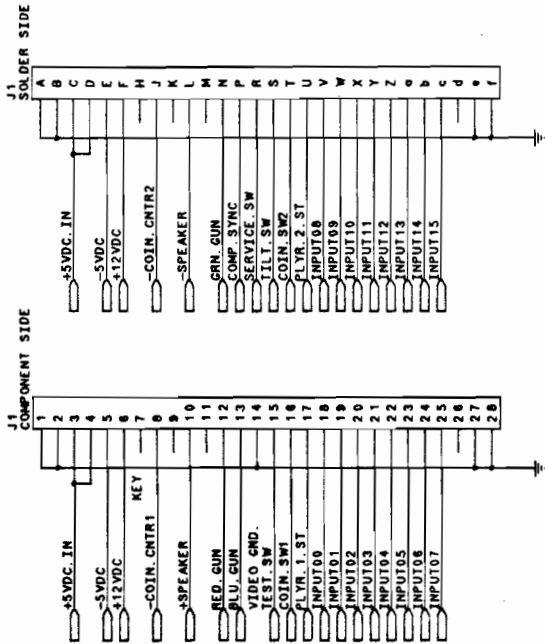 J1
COMPONENT SIDE
+5VDC.IN
-5VDC
+12VDC
KEY
-COIN.CNTR1
+SPEAKER
RED.GUN
BLU.GUN
VIDEO GND.
TEST.SW
COIN.SW1
PLYR.1.ST
INPUT00
INPUT01
INPUT02
INPUT03
INPUT04
INPUT05
INPUT06
INPUT07
1
2
3
4
5
6
7
8
9
10
11
12
13
14
15
16
17
18
19
20
21
22
23
24
25
26
27
28
J1
SOLDER SIDE
+5VDC.IN
-5VDC
+12VDC
-COIN.CNTR2
-SPEAKER
GRN.GUN
COMP.SYNC
SERVICE.SW
TILT.SW
COIN.SW2
PLYR.2.ST
INPUT08
INPUT09
INPUT10
INPUT11
INPUT12
INPUT13
INPUT14
INPUT15
A
B
C
D
E
F
H
J
K
L
M
N
P
R
S
T
U
V
W
X
Y
Z
a
b
c
d
e
f